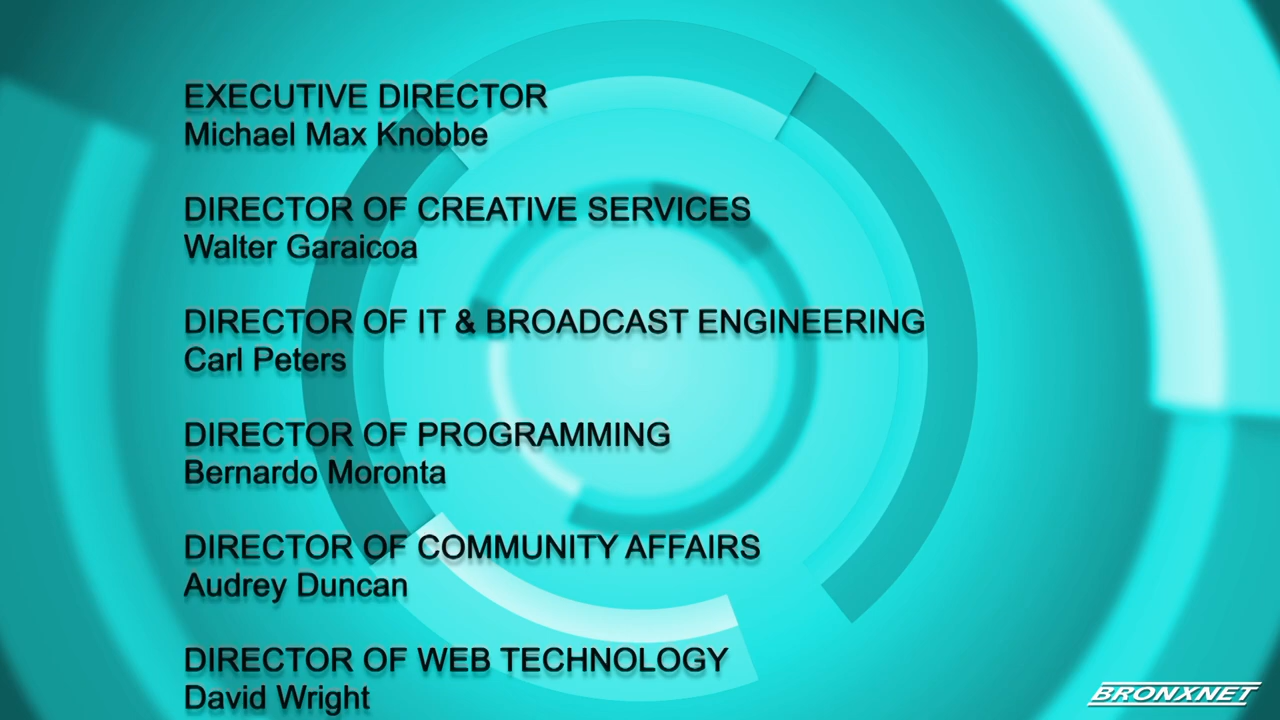 EXECUTIVE DIRECTOR
Michael Max Knobbe
DIRECTOR OF CREATIVE SERVICES
Walter Garaicoa
DIRECTOR OF IT & BROADCAST ENGINEERING
Carl Peters
DIRECTOR OF PROGRAMMING
Bernardo Moronta
DIRECTOR OF COMMUNITY AFFAIRS
Audrey Duncan
DIRECTOR OF WEB TECHNOLOGY
David Wright
BRONXNET